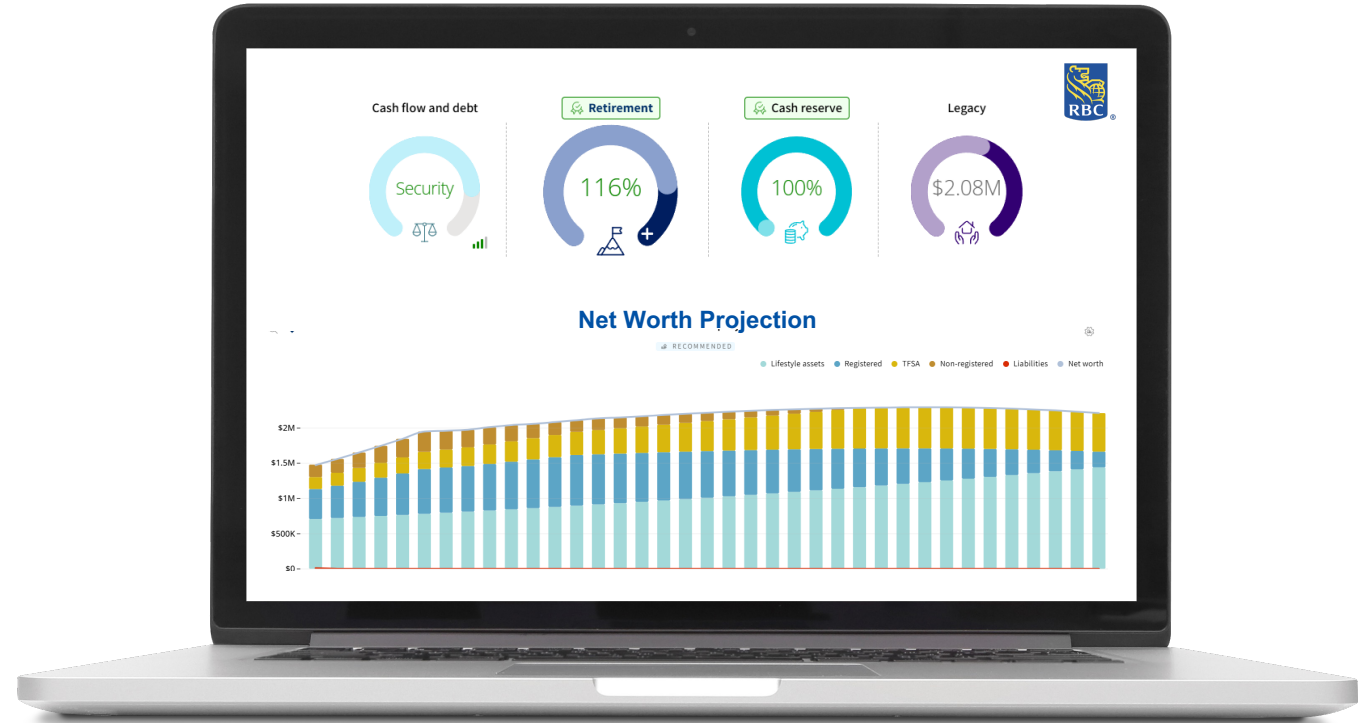 RBC
®
Cash flow and debt
Retirement
Cash reserve
Legacy
Security
116%
100%
$2.08M
Net Worth Projection
RECOMMENDED
Lifestyle assets
Registered
TFSA
Non-registered
Liabilities
Net worth
$2M
$1.5M
$1M
$500K
$0